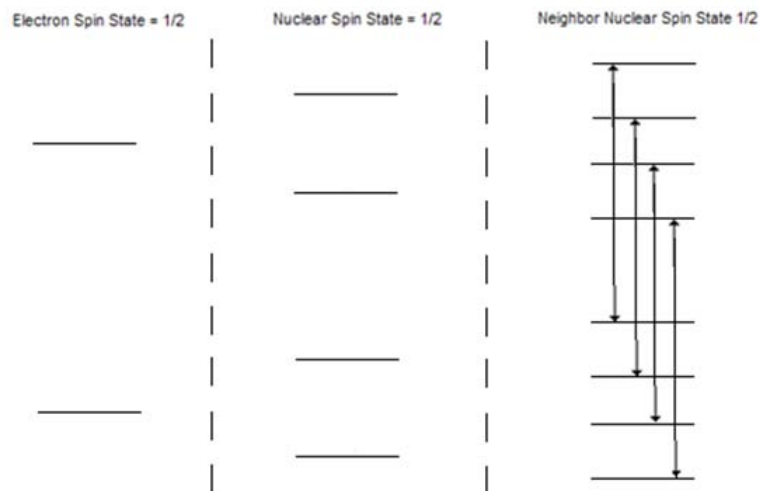 Electron Spin State = 1/2
Nuclear Spin State = 1/2
Neighbor Nuclear Spin State 1/2